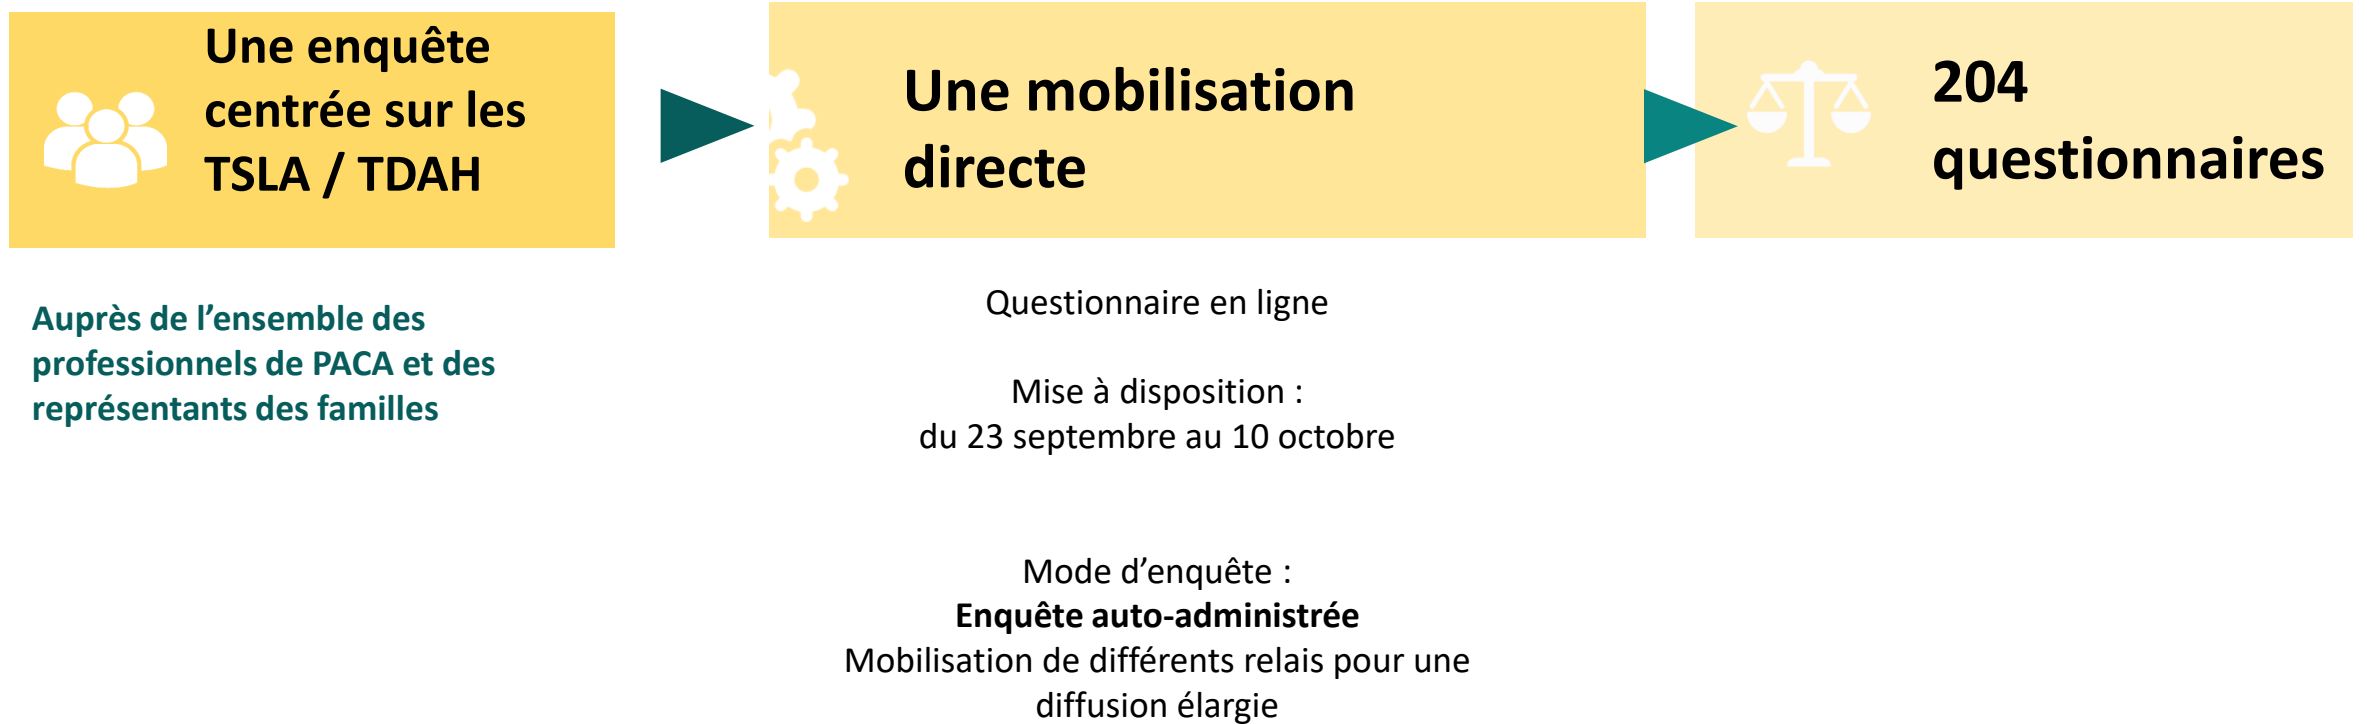 Une enquête
centrée sur les
TSLA / TDAH
Une mobilisation
directe
204
questionnaires
Auprès de l’ensemble des
professionnels de PACA et des
représentants des familles
Questionnaire en ligne
Mise à disposition :
du 23 septembre au 10 octobre
Mode d’enquête :
Enquête auto-administrée
Mobilisation de différents relais pour une
diffusion élargie